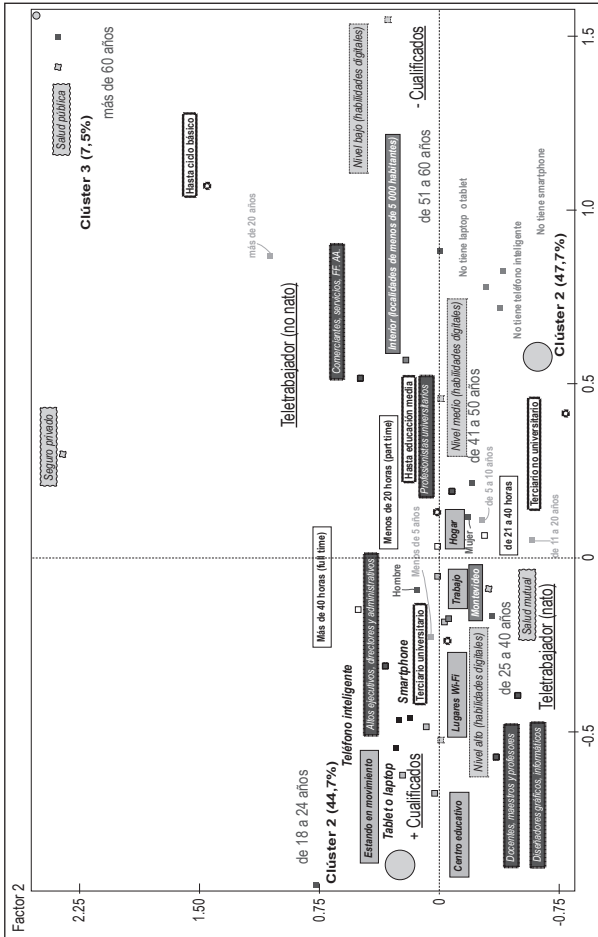 Factor 2
2.25
1.50
0.75
0
-0.75
-0.5
0
0.5
1.0
1.5
Seguro privado
Salud pública
Clúster 3 (7,5%)
más de 60 años
Hasta ciclo básico
más de 20 años
Teletrabajador (no nato)
Comerciantes, servicios, FF. AA.
Nivel bajo (habilidades digitales)
- Cualificados
de 18 a 24 años
Clúster 2 (44,7%)
Más de 40 horas (full time)
Menos de 20 horas (part time)
Interior (localidades de menos de 5 000 habitantes)
de 51 a 60 años
Teléfono inteligente
Altos ejecutivos, directores y administrativos
Estando en movimiento
Tablet o laptop
Smartphone
+ Cualificados
Terciario universitario
Hombre
Menos de 5 años
Hasta educación media
Profesionistas universitarios
Centro educativo
Lugares Wi-Fi
Trabajo
Hogar
Nivel medio (habilidades digitales)
No tiene laptop o tablet
Nivel alto (habilidades digitales)
Montevideo
Mujer
de 41 a 50 años
de 5 a 10 años
No tiene teléfono inteligente
de 25 a 40 años
Salud mutual
de 21 a 40 horas
No tiene smartphone
Docentes, maestros y profesores
Teletrabajador (nato)
de 11 a 20 años
Terciario no universitario
Clúster 2 (47,7%)
Diseñadores gráficos, informáticos